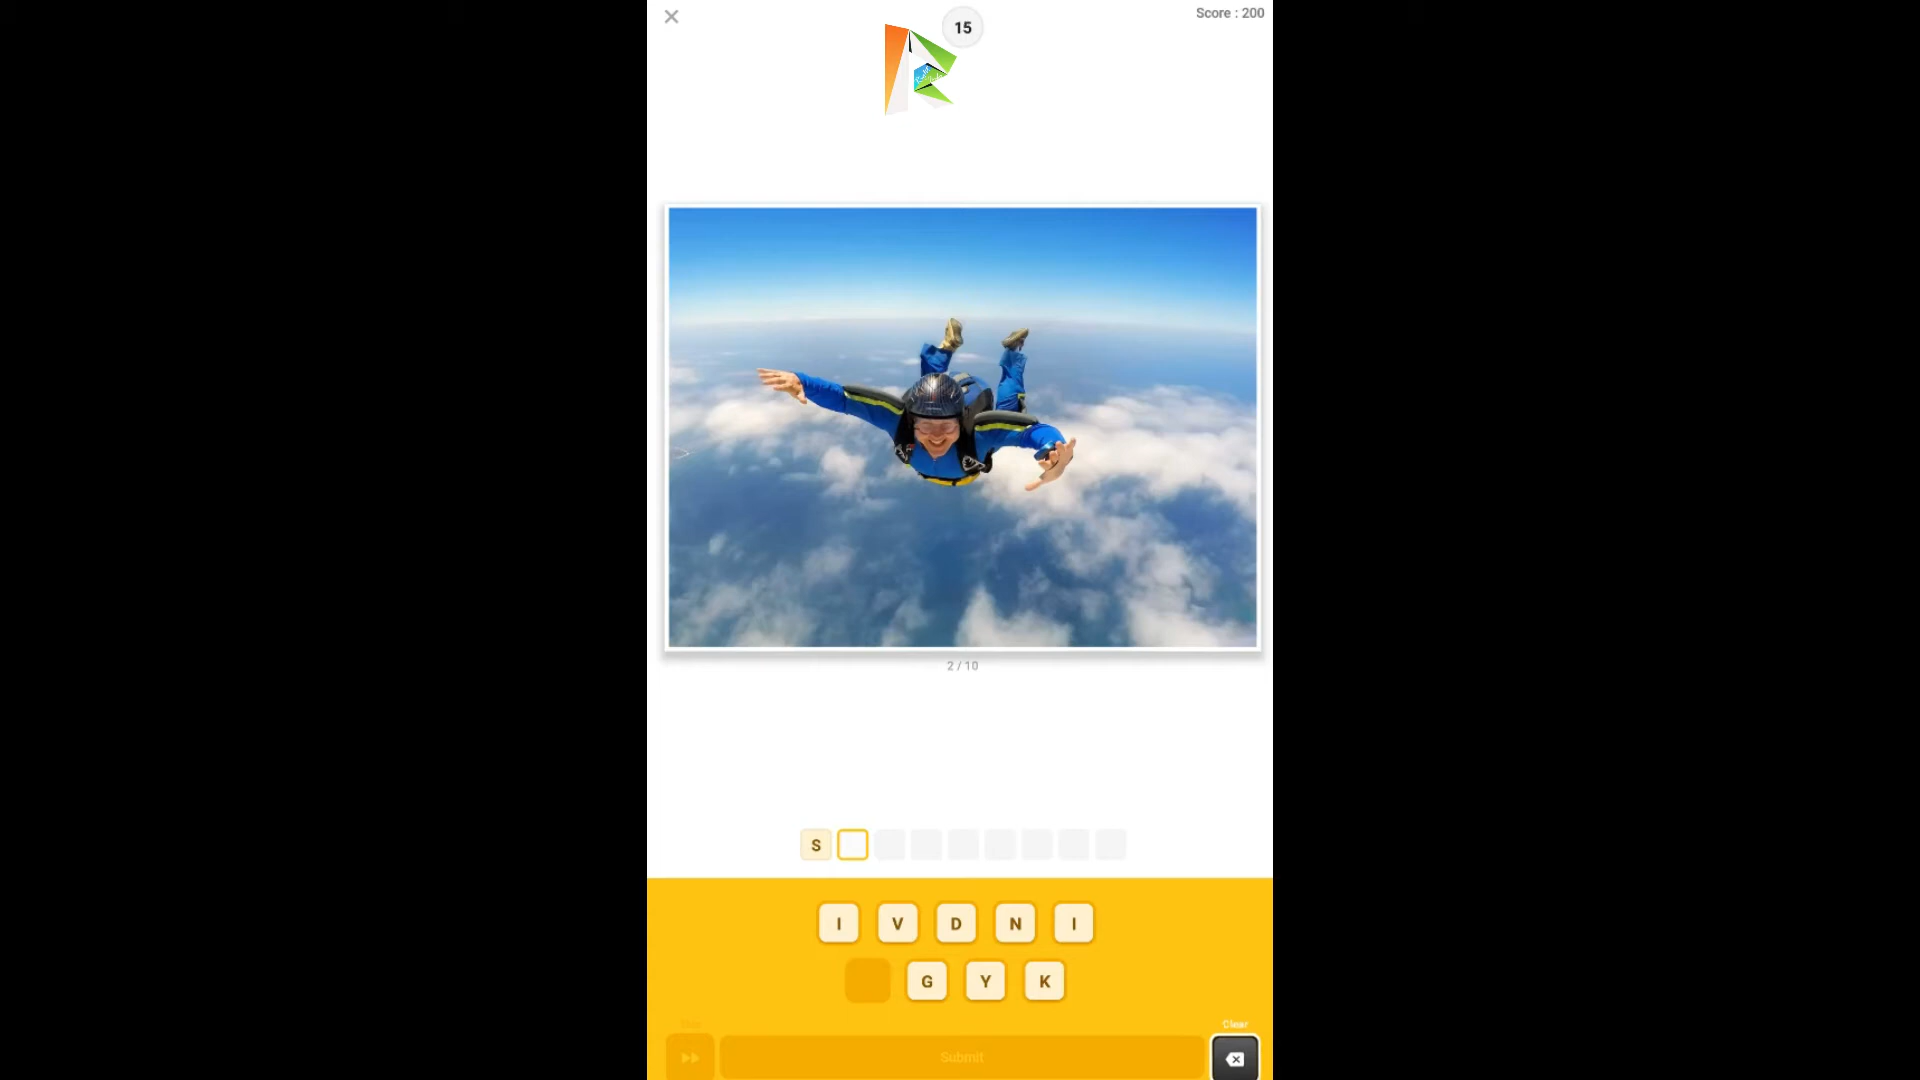 15
Score : 200
2 / 10
S
I V D N I
G Y K
Clear
Submit